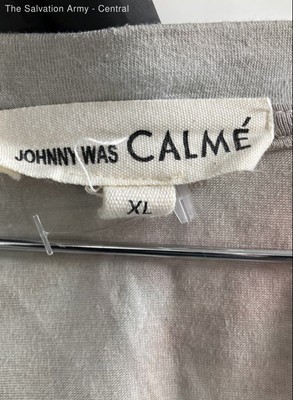 The Salvation Army - Central
JOHNNY WAS CALMÉ
XL